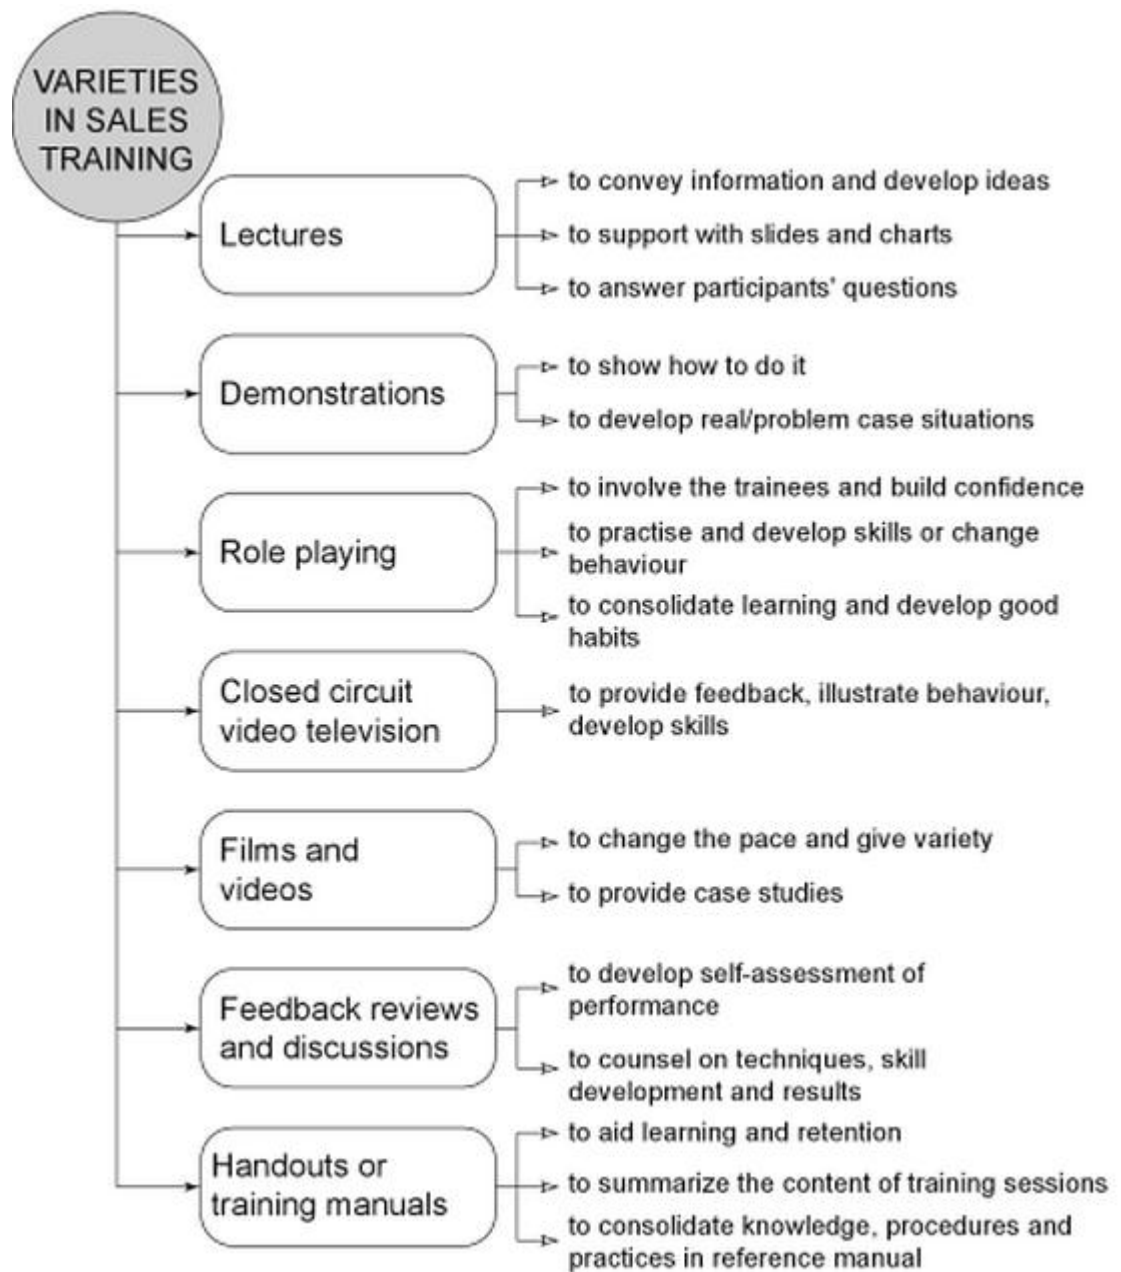 VARIETIES
IN SALES
TRAINING
Lectures
to convey information and develop ideas
to support with slides and charts
to answer participants' questions
Demonstrations
to show how to do it
to develop real/problem case situations
Role playing
to involve the trainees and build confidence
to practise and develop skills or change
behaviour
to consolidate learning and develop good
habits
Closed circuit
video television
to provide feedback, illustrate behaviour,
develop skills
Films and
videos
to change the pace and give variety
to provide case studies
Feedback reviews
and discussions
to develop self-assessment of
performance
to counsel on techniques, skill
development and results
Handouts or
training manuals
to aid learning and retention
to summarize the content of training sessions
to consolidate knowledge, procedures and
practices in reference manual